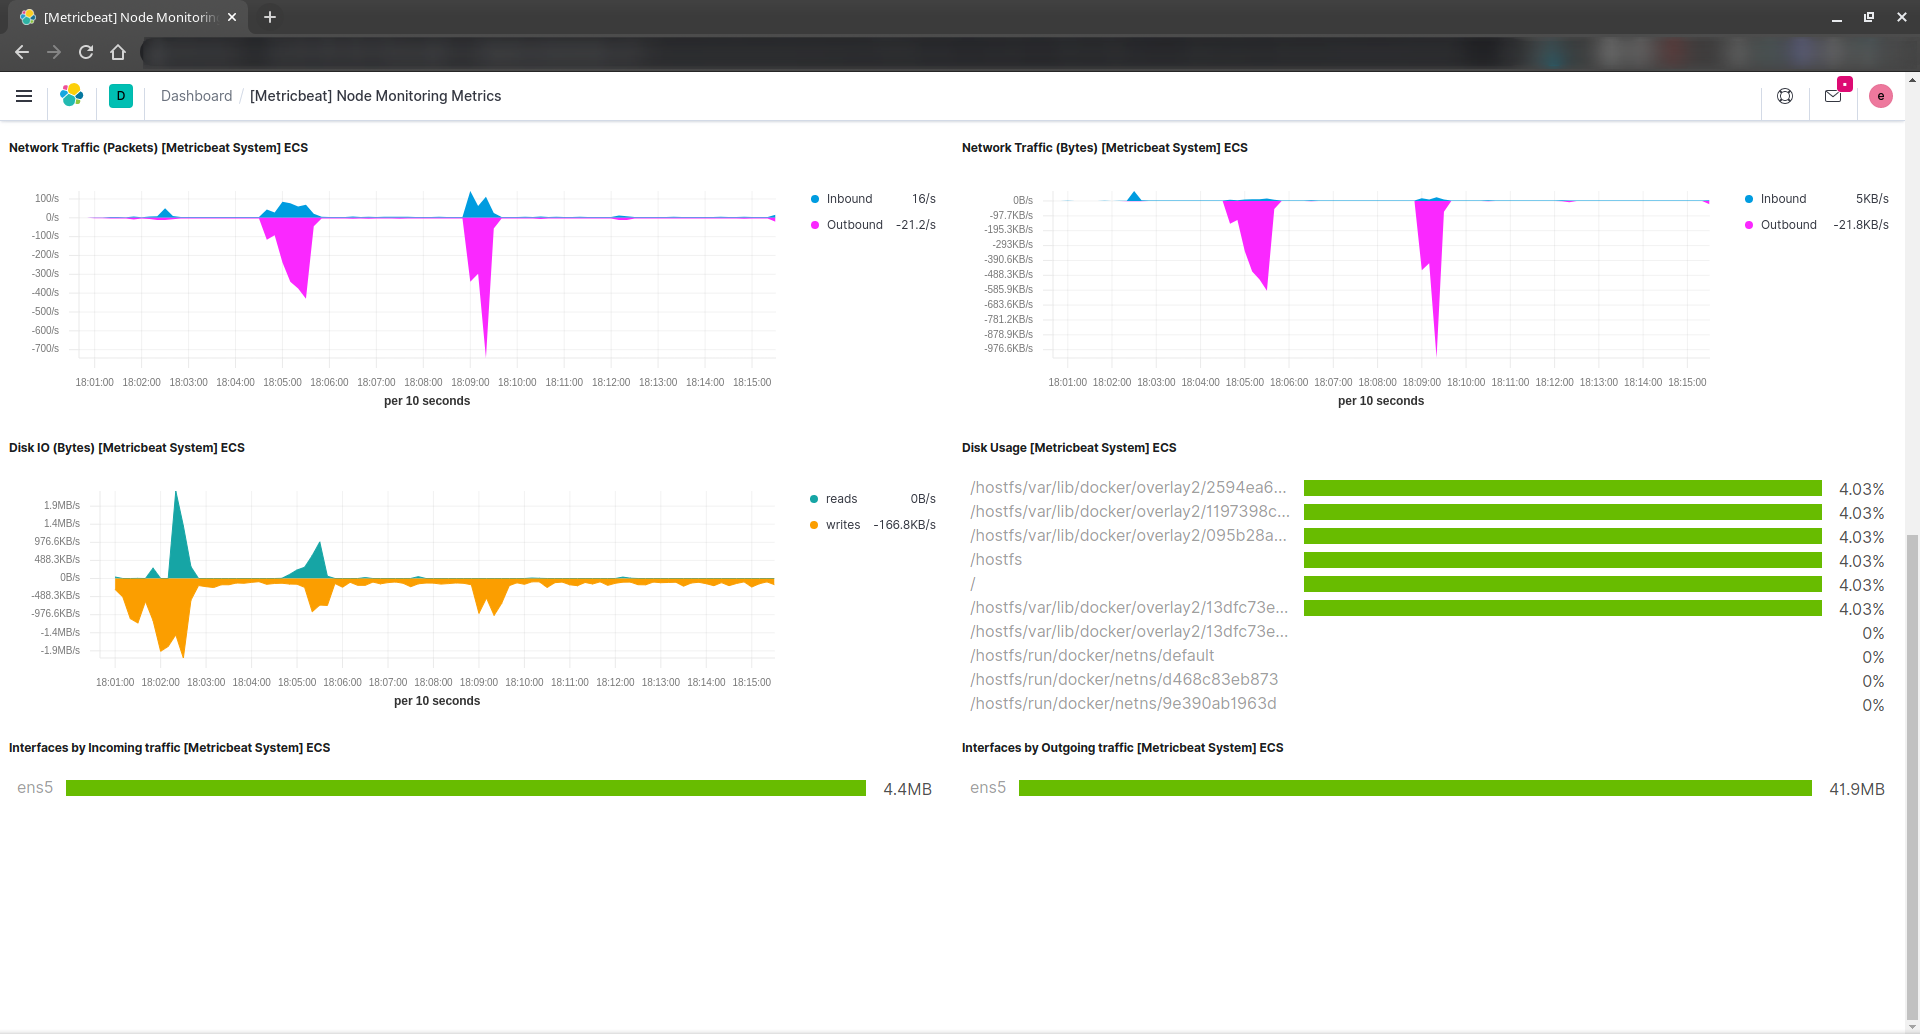 [Metricbeat] Node Monitorin
D
Dashboard / [Metricbeat] Node Monitoring Metrics
e
Network Traffic (Packets) [Metricbeat System] ECS
100/s
0/s
-100/s
-200/s
-300/s
-400/s
-500/s
-600/s
-700/s
18:01:00 18:02:00 18:03:00 18:04:00 18:05:00 18:06:00 18:07:00 18:08:00 18:09:00 18:10:00 18:11:00 18:12:00 18:13:00 18:14:00 18:15:00
per 10 seconds
Inbound 16/s
Outbound -21.2/s
Network Traffic (Bytes) [Metricbeat System] ECS
0B/s
-97.7KB/s
-195.3KB/s
-293KB/s
-390.6KB/s
-488.3KB/s
-585.9KB/s
-683.6KB/s
-781.2KB/s
-878.9KB/s
-976.6KB/s
18:01:00 18:02:00 18:03:00 18:04:00 18:05:00 18:06:00 18:07:00 18:08:00 18:09:00 18:10:00 18:11:00 18:12:00 18:13:00 18:14:00 18:15:00
per 10 seconds
Inbound 5KB/s
Outbound -21.8KB/s
Disk IO (Bytes) [Metricbeat System] ECS
1.9MB/s
1.4MB/s
976.6KB/s
488.3KB/s
0B/s
-488.3KB/s
-976.6KB/s
-1.4MB/s
-1.9MB/s
18:01:00 18:02:00 18:03:00 18:04:00 18:05:00 18:06:00 18:07:00 18:08:00 18:09:00 18:10:00 18:11:00 18:12:00 18:13:00 18:14:00 18:15:00
per 10 seconds
reads 0B/s
writes -166.8KB/s
Disk Usage [Metricbeat System] ECS
/hostfs/var/lib/docker/overlay2/2594ea6... 4.03%
/hostfs/var/lib/docker/overlay2/1197398c... 4.03%
/hostfs/var/lib/docker/overlay2/095b28a... 4.03%
/hostfs 4.03%
/ 4.03%
/hostfs/var/lib/docker/overlay2/13dfc73e... 4.03%
/hostfs/var/lib/docker/overlay2/13dfc73e... 0%
/hostfs/run/docker/netns/default 0%
/hostfs/run/docker/netns/d468c83eb873 0%
/hostfs/run/docker/netns/9e390ab1963d 0%
Interfaces by Incoming traffic [Metricbeat System] ECS
ens5 4.4MB
Interfaces by Outgoing traffic [Metricbeat System] ECS
ens5 41.9MB